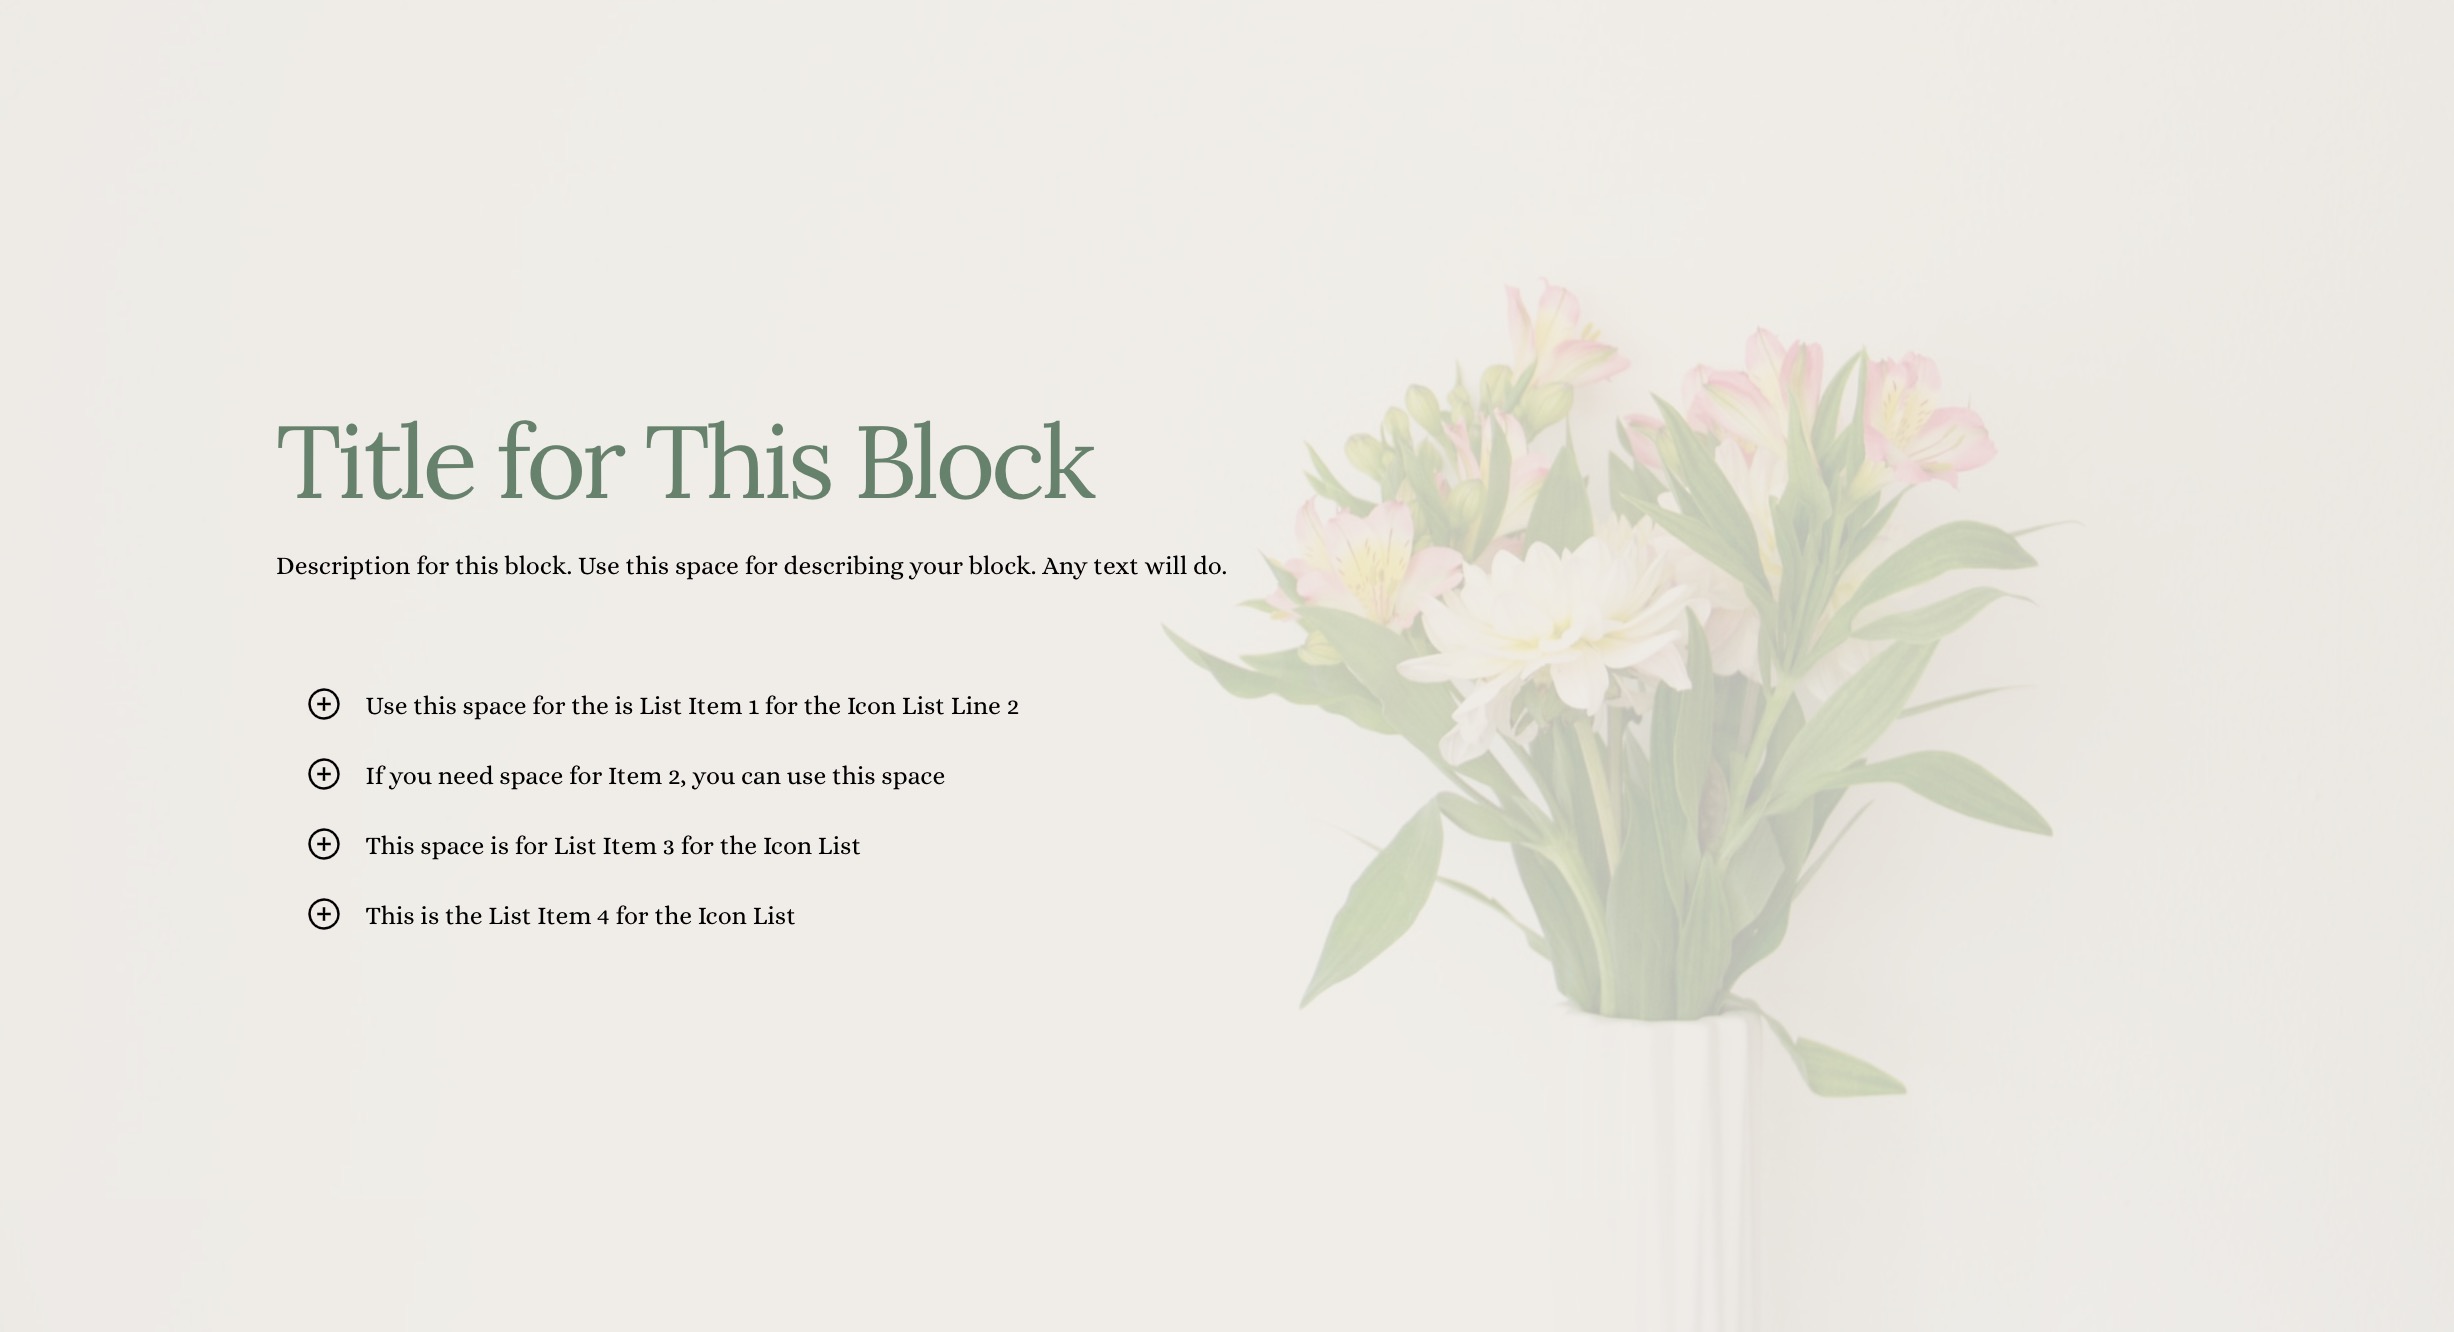 Title for This Block
Description for this block. Use this space for describing your block. Any text will do.
Use this space for the is List Item 1 for the Icon List Line 2
If you need space for Item 2, you can use this space
This space is for List Item 3 for the Icon List
This is the List Item 4 for the Icon List